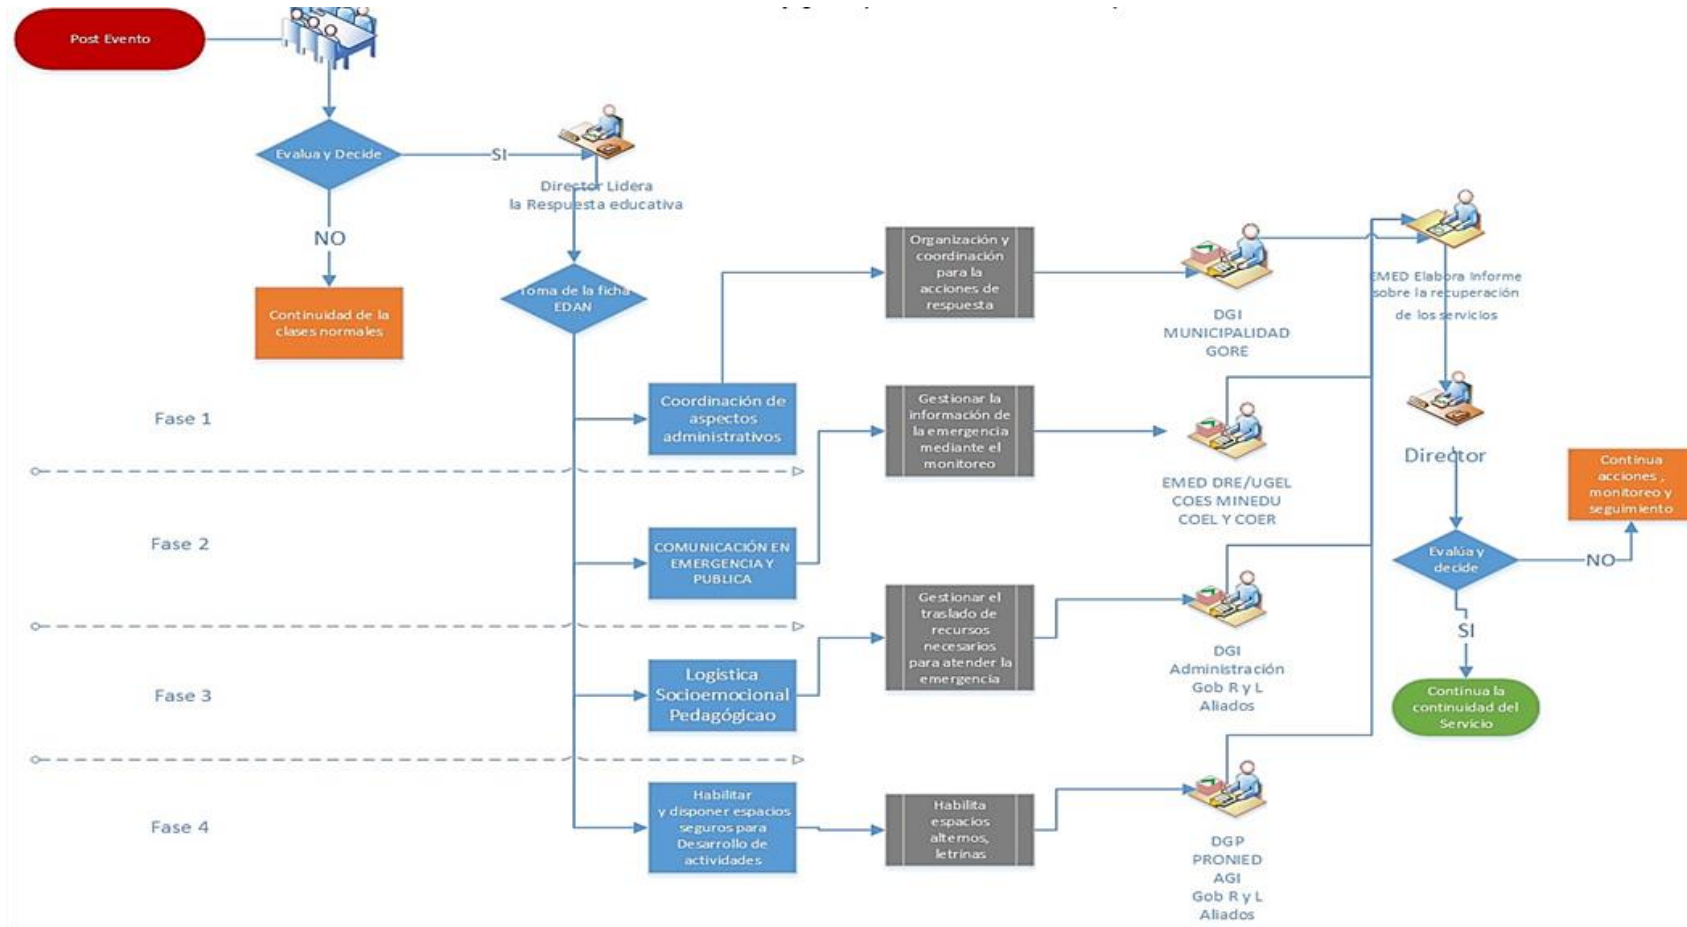 Post Evento
Evalua y Decide
SI
Director Lidera
la Respuesta educativa
NO
Continuidad de la
clases normales
Toma de la ficha
EDAN
Fase 1
Coordinación de
aspectos
administrativos
Organización y
coordinación
para la
acciones de
respuesta
DGI
MUNICIPALIDAD
GORE
EMED Elabora Informe
sobre la recuperación
de los servicios
Fase 2
COMUNICACIÓN EN
EMERGENCIA Y
PUBLICA
Gestionar la
información de
la emergencia
mediante el
monitoreo
EMED DRE/UGEL
COES MINEDU
COEL Y COER
Director
Evalúa y
decide
NO
Continua
acciones ,
monitoreo y
seguimiento
SI
Continua la
continuidad del
Servicio
Fase 3
Logistica
Socioemocional
Pedagógicao
Gestionar el
traslado de
recursos
necesarios
para atender la
emergencia
DGI
Administración
Gob R y L
Aliados
Fase 4
Habilitar
y disponer espacios
seguros para
Desarrollo de
actividades
Habilita
espacios
alternos,
letrinas
DGP
PRONIED
AGI
Gob R y L
Aliados